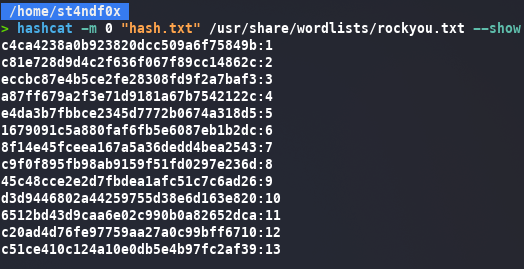 /home/st4ndf0x
> hashcat -m 0 "hash.txt" /usr/share/wordlists/rockyou.txt --show
c4ca4238a0b923820dcc509a6f75849b:1
c81e728d9d4c2f636f067f89cc14862c:2
eccbc87e4b5ce2fe28308fd9f2a7baf3:3
a87ff679a2f3e71d9181a67b7542122c:4
e4da3b7fbbce2345d7772b0674a318d5:5
1679091c5a880faf6fb5e6087eb1b2dc:6
8f14e45fceea167a5a36dedd4bea2543:7
c9f0f895fb98ab9159f51fd0297e236d:8
45c48cce2e2d7fbdea1afc51c7c6ad26:9
d3d9446802a44259755d38e6d163e820:10
6512bd43d9caa6e02c990b0a82652dca:11
c20ad4d76fe97759aa27a0c99bff6710:12
c51ce410c124a10e0db5e4b97fc2af39:13